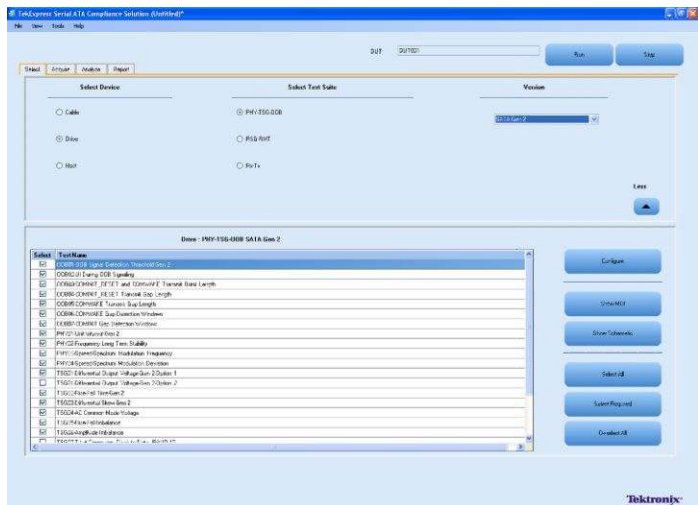 TekExpress Serial ATA Compliance Solution (Untitled)*
File View Tools Help
DUT DUT001 Run Stop
Select Acquire Analyze Report
Select Device Select Test Suite Version
Cable PHY-TSG-OOB
SATA Gen 2
Drive RSG-RMT
Host Rx-Tx
Less
Drive : PHY-TSG-OOB SATA Gen 2
Select Test Name
OOB01-OOB Signal Detection Threshold Gen 2
OOB02-UI During OOB Signaling
OOB03-COMINIT_RESET and COMWAKE Transmit Burst Length
OOB04-COMINIT_RESET Transmit Gap Length
OOB05-COMWAKE Transmit Gap Length
OOB06-COMWAKE Gap Detection Windows
OOB07-COMINIT Gap Detection Windows
PHY01-Unit Interval Gen 2
PHY02-Frequency Long Term Stability
PHY03-Spread Spectrum Modulation Frequency
PHY04-Spread Spectrum Modulation Deviation
TSG01-Differential Output Voltage Gen 2 Option 1
TSG01-Differential Output Voltage Gen 2 Option 2
TSG02-Rise Fall Time Gen 2
TSG03-Differential Skew Gen 2
TSG04-AC Common Mode Voltage
TSG05-Rise Fall Imbalance
TSG06-Amplitude Imbalance
Configure
Show MOI
Show Schematic
Select All
Select Required
Deselect All
Tektronix